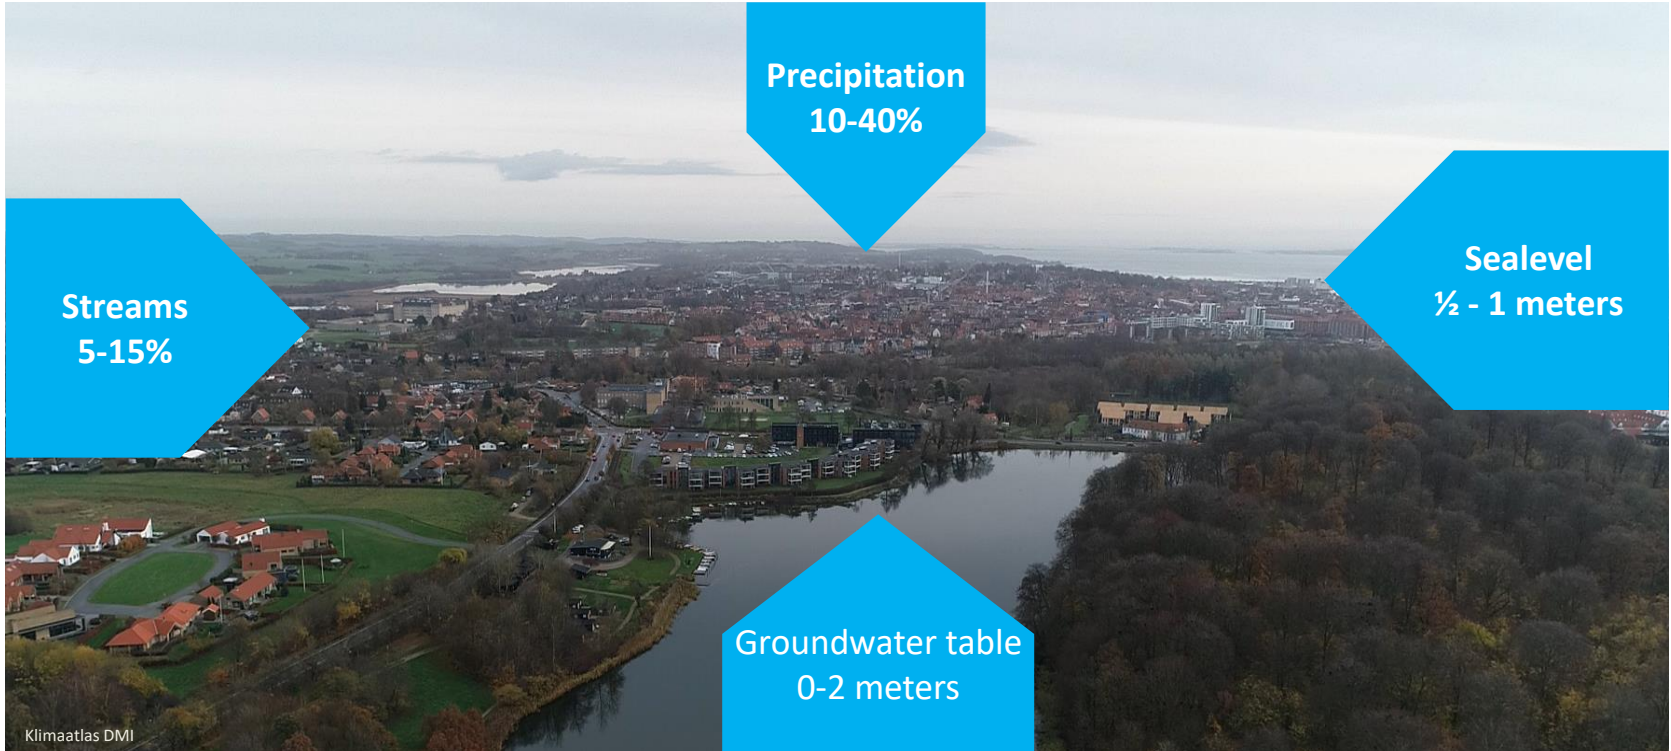 Precipitation
10-40%
Streams
5-15%
Sealevel
½ - 1 meters
Groundwater table
0-2 meters
Klimaatlas DMI